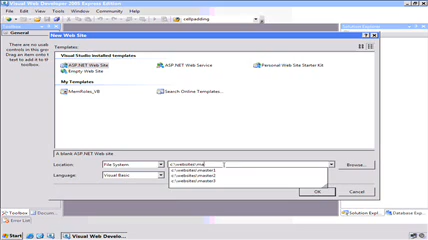 Visual Web Developer 2005 Express Edition
File Tools Window Community Help
cellpadding
Toolbox
General
There are no usable
controls in this group.
Drag an item onto this
text to add it to the
toolbox.
New Web Site
Templates:
Visual Studio installed templates
ASP.NET Web Site
ASP.NET Web Service
Personal Web Site Starter Kit
Empty Web Site
My Templates
Search Online Templates...
A blank ASP.NET Web site
Location:
File System
c:\websites\ma
Browse...
c:\websites\master1
c:\websites\master2
c:\websites\master3
Language:
Visual Basic
OK
Cancel
Toolbox
Solution Expl...
Database Explo
Error List
Start
Visual Web Develo...